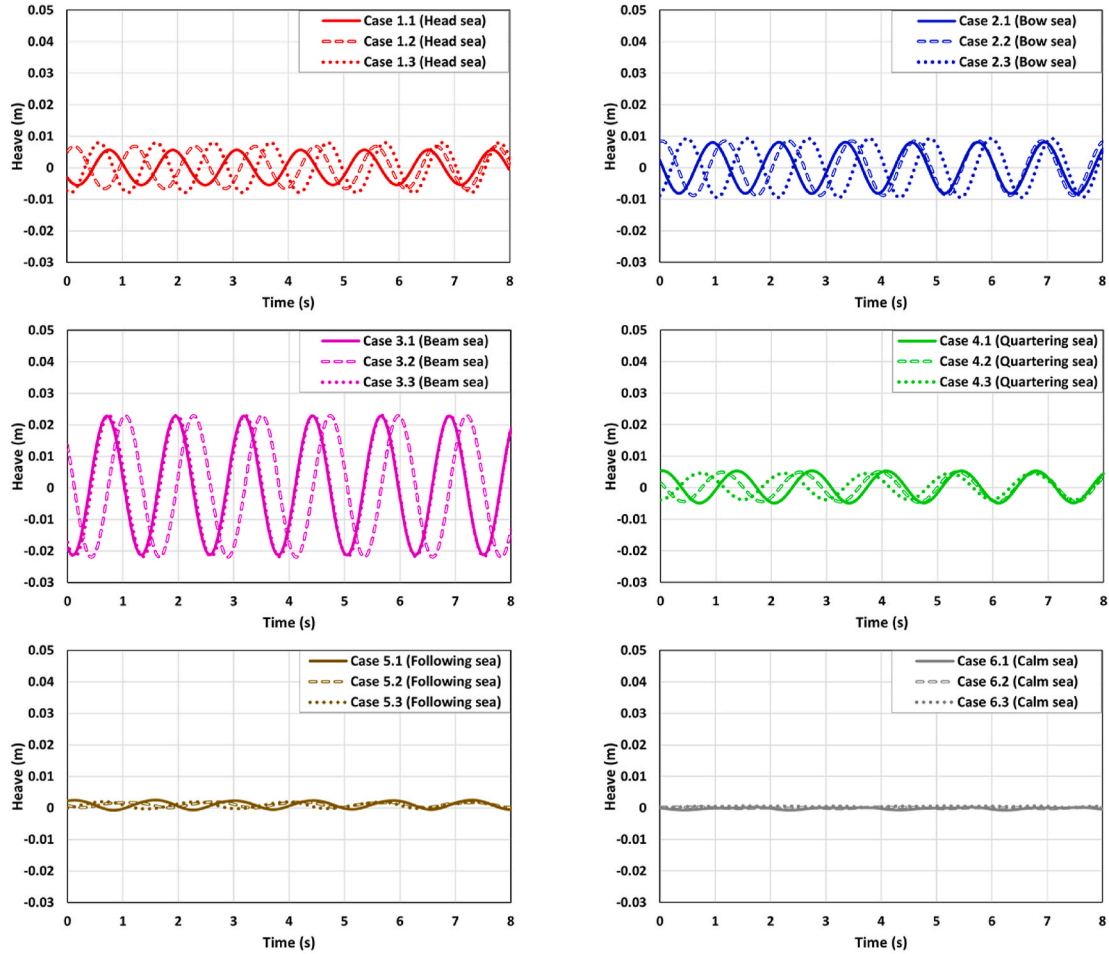 0.05
0.04
0.03
0.02
0.01
0
-0.01
-0.02
-0.03
Heave (m)
Case 1.1 (Head sea)
Case 1.2 (Head sea)
Case 1.3 (Head sea)
0 1 2 3 4 5 6 7 8
Time (s)
0.05
0.04
0.03
0.02
0.01
0
-0.01
-0.02
-0.03
Heave (m)
Case 2.1 (Bow sea)
Case 2.2 (Bow sea)
Case 2.3 (Bow sea)
0 1 2 3 4 5 6 7 8
Time (s)
0.05
0.04
0.03
0.02
0.01
0
-0.01
-0.02
-0.03
Heave (m)
Case 3.1 (Beam sea)
Case 3.2 (Beam sea)
Case 3.3 (Beam sea)
0 1 2 3 4 5 6 7 8
Time (s)
0.05
0.04
0.03
0.02
0.01
0
-0.01
-0.02
-0.03
Heave (m)
Case 4.1 (Quartering sea)
Case 4.2 (Quartering sea)
Case 4.3 (Quartering sea)
0 1 2 3 4 5 6 7 8
Time (s)
0.05
0.04
0.03
0.02
0.01
0
-0.01
-0.02
-0.03
Heave (m)
Case 5.1 (Following sea)
Case 5.2 (Following sea)
Case 5.3 (Following sea)
0 1 2 3 4 5 6 7 8
Time (s)
0.05
0.04
0.03
0.02
0.01
0
-0.01
-0.02
-0.03
Heave (m)
Case 6.1 (Calm sea)
Case 6.2 (Calm sea)
Case 6.3 (Calm sea)
0 1 2 3 4 5 6 7 8
Time (s)